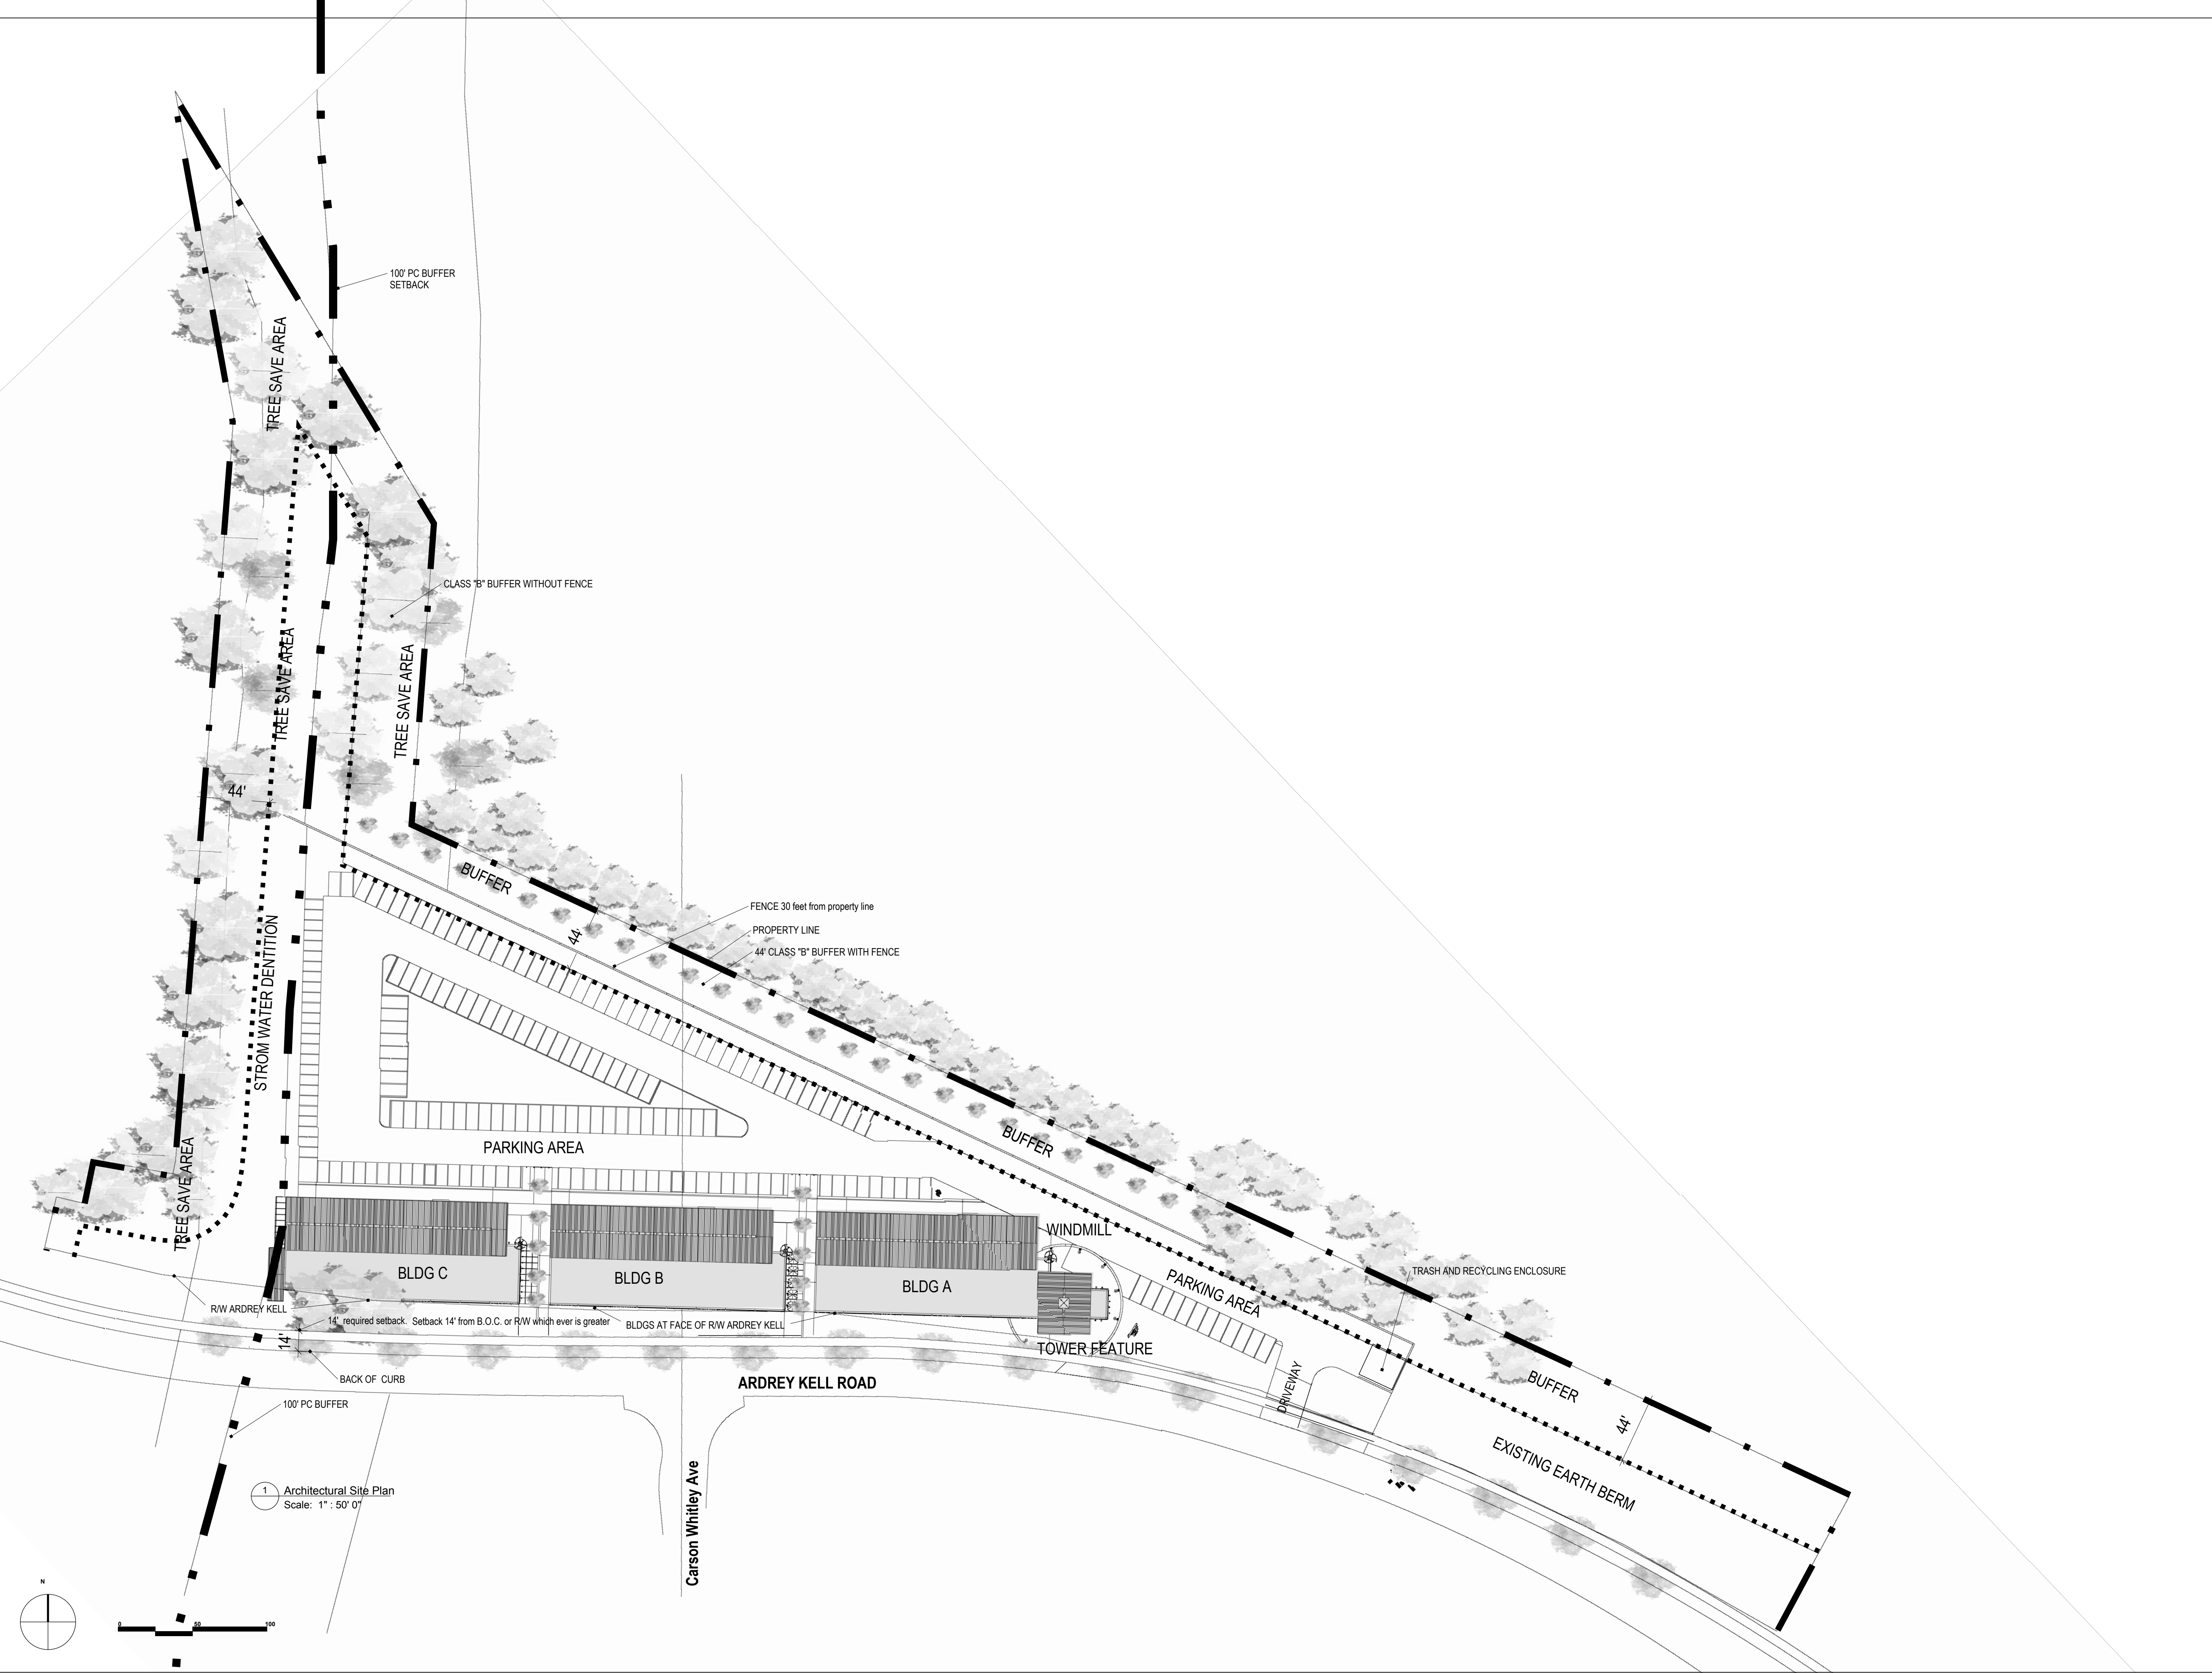 100' PC BUFFER
SETBACK
TREE SAVE AREA
CLASS "B" BUFFER WITHOUT FENCE
TREE SAVE AREA
TREE SAVE AREA
44'
BUFFER
FENCE 30 feet from property line
PROPERTY LINE
44' CLASS "B" BUFFER WITH FENCE
44'
STROM WATER DENTITION
PARKING AREA
BUFFER
TREE SAVE AREA
WINDMILL
BLDG C
BLDG B
BLDG A
PARKING AREA
TRASH AND RECYCLING ENCLOSURE
R/W ARDREY KELL
14' required setback. Setback 14' from B.O.C. or R/W which ever is greater
BLDGS AT FACE OF R/W ARDREY KELL
14'
TOWER FEATURE
BACK OF CURB
ARDREY KELL ROAD
DRIVEWAY
BUFFER
44'
100' PC BUFFER
EXISTING EARTH BERM
Carson Whitley Ave
1 Architectural Site Plan
Scale: 1" : 50' 0"
N
0 50 100